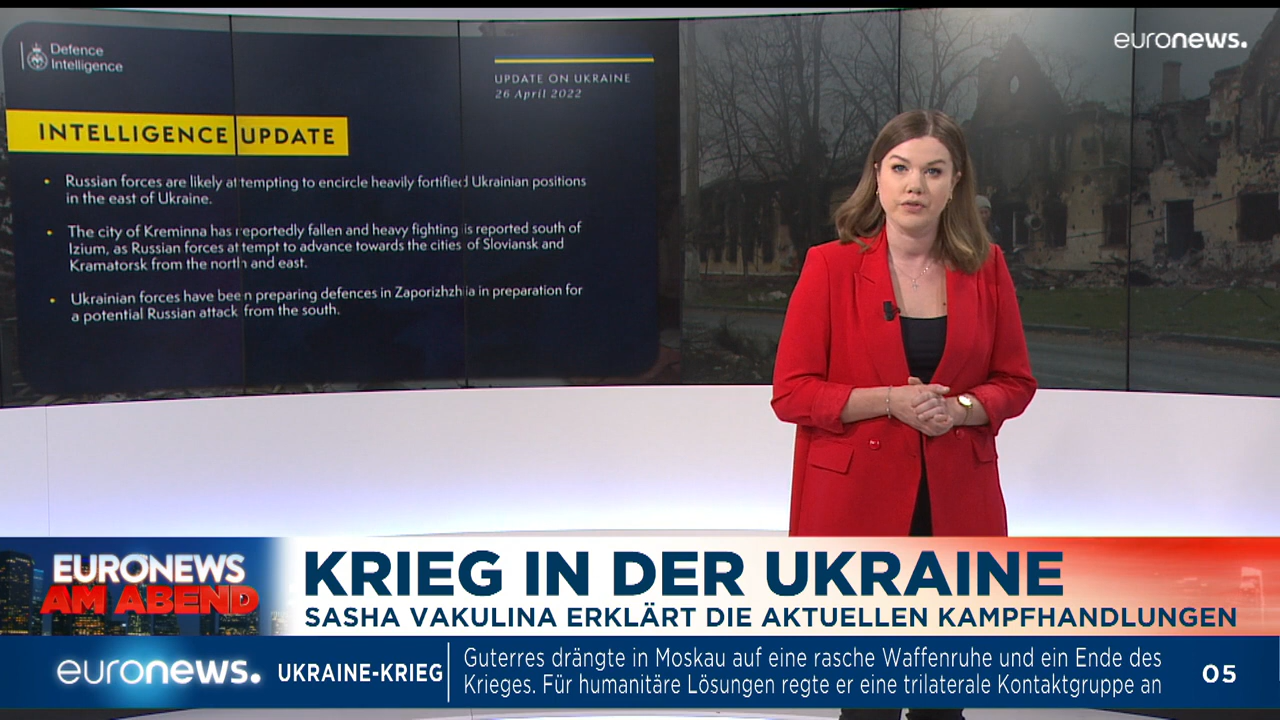 euronews.
Defence
Intelligence
UPDATE ON UKRAINE
26 April 2022
INTELLIGENCE UPDATE
• Russian forces are likely attempting to encircle heavily fortified Ukrainian positions
in the east of Ukraine.
• The city of Kreminna has reportedly fallen and heavy fighting is reported south of
Izium, as Russian forces attempt to advance towards the cities of Sloviansk and
Kramatorsk from the north and east.
• Ukrainian forces have been preparing defences in Zaporizhzhia in preparation for
a potential Russian attack from the south.
EURONEWS
AM ABEND
KRIEG IN DER UKRAINE
SASHA VAKULINA ERKLÄRT DIE AKTUELLEN KAMPFHANDLUNGEN
euronews.
UKRAINE-KRIEG
Guterres drängte in Moskau auf eine rasche Waffenruhe und ein Ende des
Krieges. Für humanitäre Lösungen regte er eine trilaterale Kontaktgruppe an
05